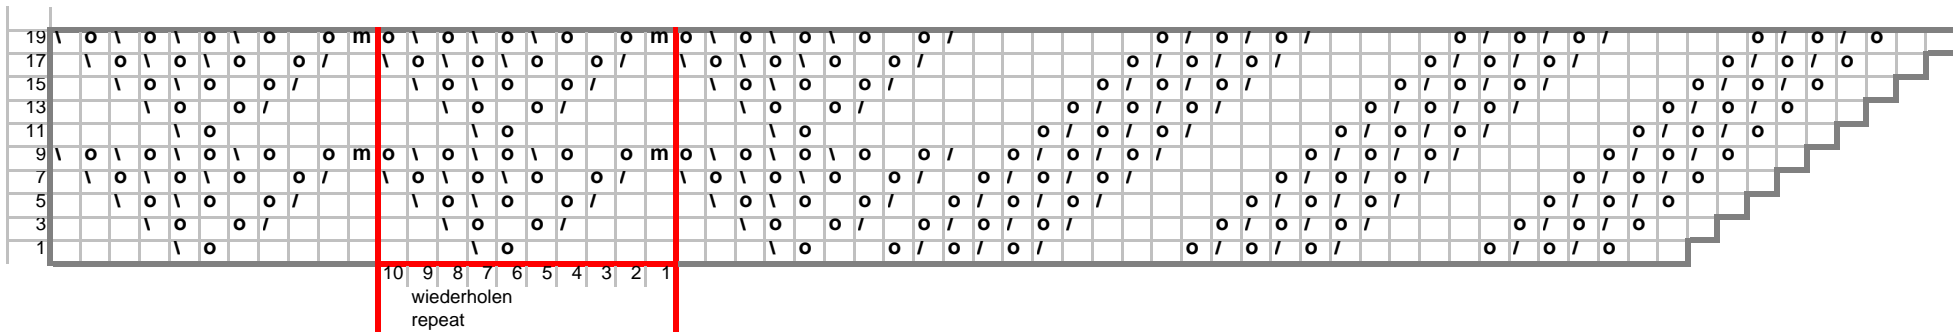 19 \ o \ o \ o \ o o m o \ o \ o \ o o m o \ o \ o \ o o / o / o / o / o / o / o / o / o
17 \ o \ o \ o o / \ o \ o \ o o / \ o \ o \ o o / o / o / o / o / o / o / o / o
15 \ o \ o o / \ o \ o o / \ o \ o o / o / o / o / o / o / o / o / o
13 \ o o / \ o o / \ o o / o / o / o / o / o / o / o / o
11 \ o \ o \ o o / o / o / o / o / o / o / o / o
9 \ o \ o \ o \ o o m o \ o \ o \ o o m o \ o \ o \ o o / o / o / o / o / o / o / o / o
7 \ o \ o \ o o / \ o \ o \ o o / \ o \ o \ o o / o / o / o / o / o / o / o / o
5 \ o \ o o / \ o \ o o / \ o \ o o / o / o / o / o / o / o / o / o
3 \ o o / \ o o / \ o o / o / o / o / o / o / o / o / o
1 \ o \ o \ o o / o / o / o / o / o / o / o / o
10 9 8 7 6 5 4 3 2 1
wiederholen
repeat